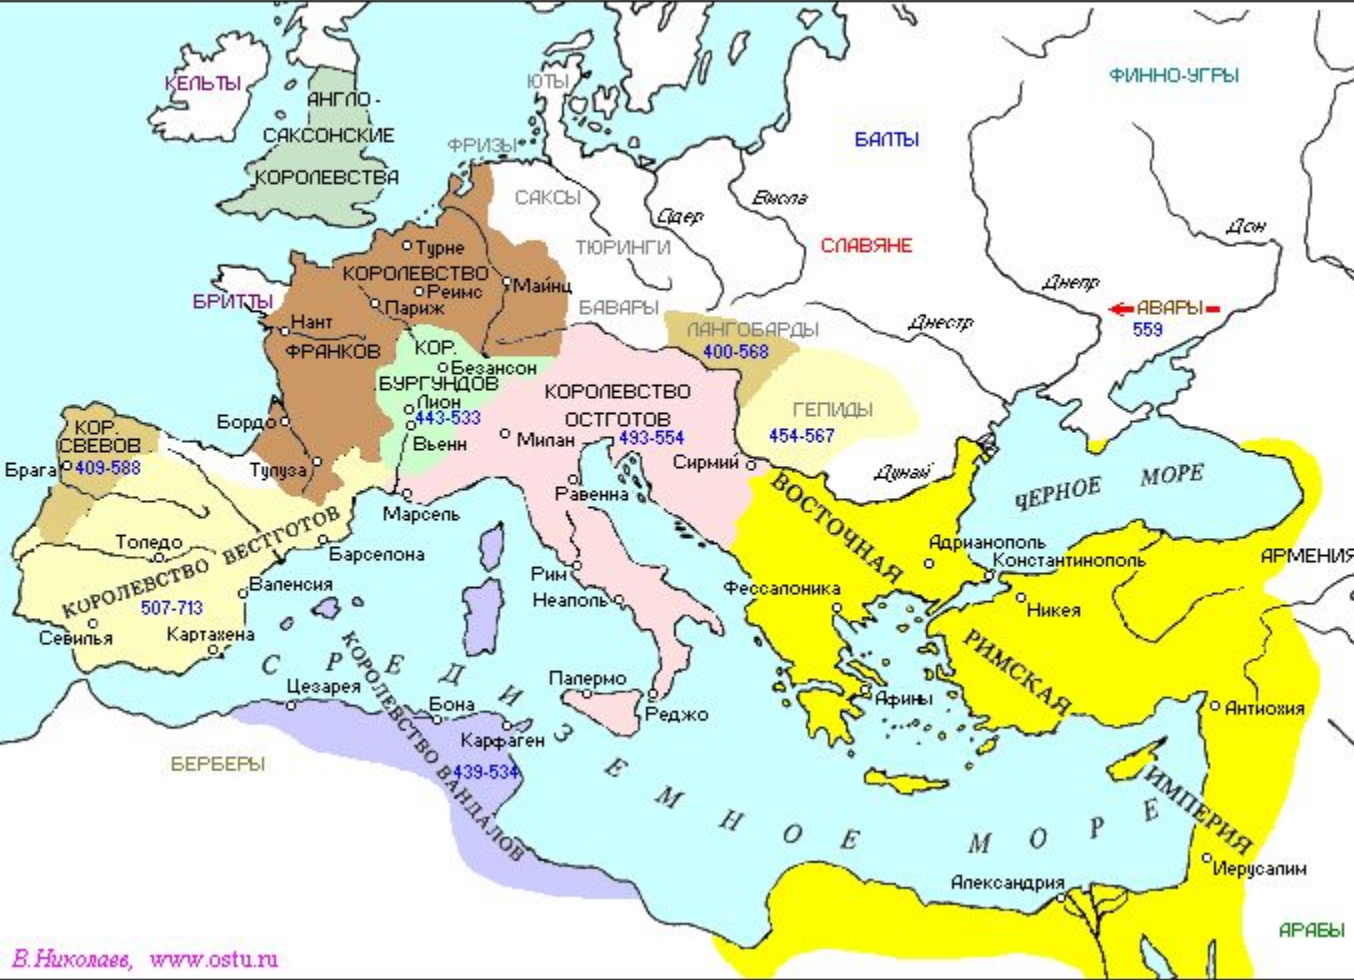 КЕЛЬТЫ
АНГЛО-
САКСОНСКИЕ
КОРОЛЕВСТВА
БРИТТЫ
ЮТЫ
ФРИЗЫ
САКСЫ
ТЮРИНГИ
БАВАРЫ
ФИННО-УГРЫ
БАЛТЫ
СЛАВЯНЕ
Одер
Висла
Дон
Днепр
Днестр
АВАРЫ
559
Турне
КОРОЛЕВСТВО
Реимс
Майнц
Париж
Нант
ФРАНКОВ
КОР.
Безансон
БУРГУНДОВ
Лион
443-533
Вьенн
Бордо
Тулуза
ЛАНГОБАРДЫ
400-568
ГЕПИДЫ
454-567
КОРОЛЕВСТВО
ОСТГОТОВ
493-554
Милан
Сирмий
Равенна
Дунай
КОР.
СВЕВОВ
Брага
409-588
Марсель
Толедо
Барселона
КОРОЛЕВСТВО ВЕСТГОТОВ
507-713
Валенсия
Севилья
Картахена
Рим
Неаполь
Палермо
Реджо
ЧЕРНОЕ МОРЕ
ВОСТОЧНАЯ
РИМСКАЯ
ИМПЕРИЯ
Адрианополь
Константинополь
Фессалоника
Никея
АРМЕНИЯ
Афины
Антиохия
СРЕДИЗЕМНОЕ МОРЕ
Цезарея
Бона
Карфаген
КОРОЛЕВСТВО ВАНДАЛОВ
439-534
БЕРБЕРЫ
Александрия
Иерусалим
АРАБЫ
В.Николаев, www.ostu.ru